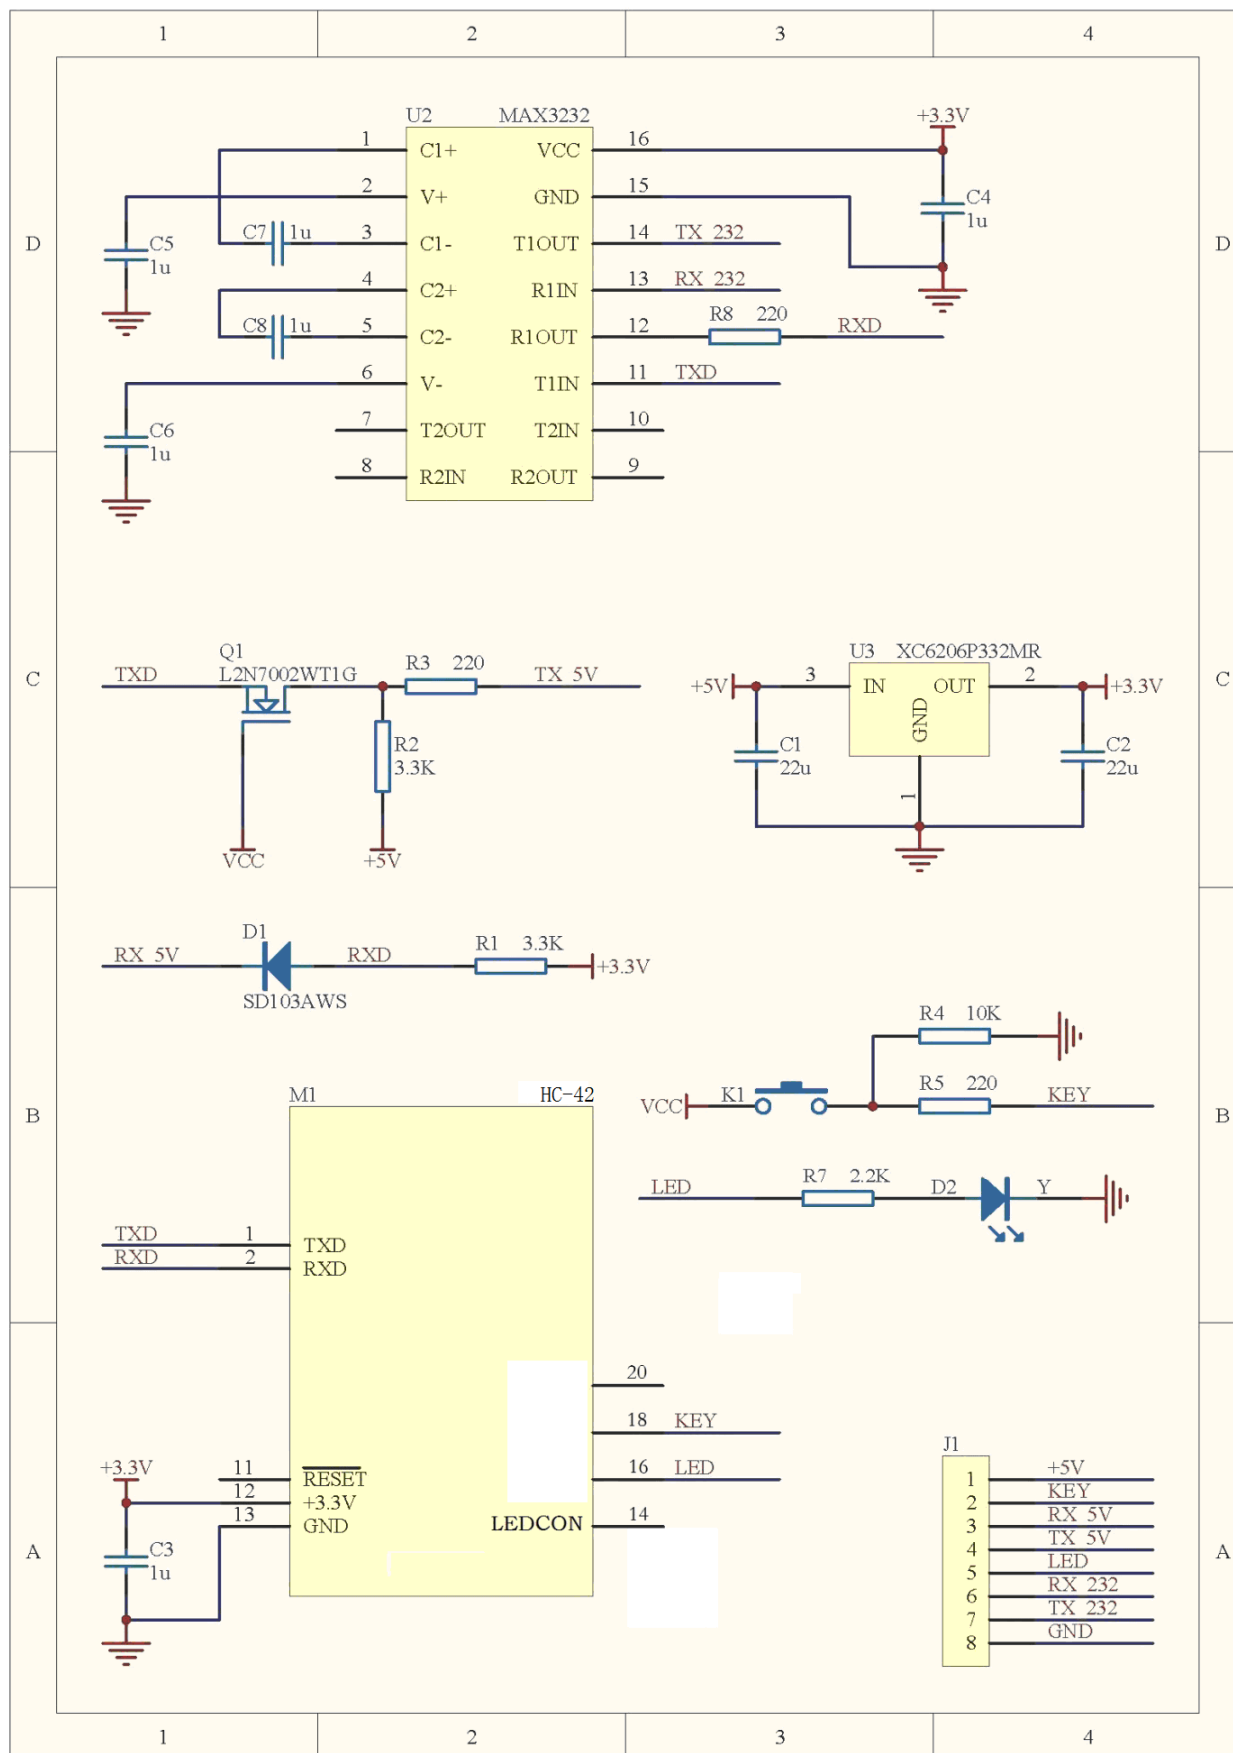 1 2 3 4
U2 MAX3232 +3.3V
1 C1+ VCC 16
2 V+ GND 15
C4
1u
D D
C5
1u
C7 1u 3 C1- T1OUT 14 TX 232
4 C2+ R1IN 13 RX 232
C8 1u 5 C2- R1OUT 12 R8 220 RXD
6 V- T1IN 11 TXD
C6
1u
7 T2OUT T2IN 10
8 R2IN R2OUT 9
C C
Q1
L2N7002WT1G
TXD R3 220 TX 5V
R2
3.3K
VCC +5V
U3 XC6206P332MR
+5V 3 IN OUT 2 +3.3V
GND
1
C1
22u
C2
22u
D1
RX 5V RXD R1 3.3K +3.3V
SD103AWS
R4 10K
B B
VCC K1 R5 220 KEY
LED R7 2.2K D2 Y
M1 HC-42
TXD 1 TXD
RXD 2 RXD
20
18 KEY
16 LED
+3.3V 11 RESET
12 +3.3V
13 GND
LEDCON 14
A A
C3
1u
J1
1 +5V
2 KEY
3 RX 5V
4 TX 5V
5 LED
6 RX 232
7 TX 232
8 GND
1 2 3 4